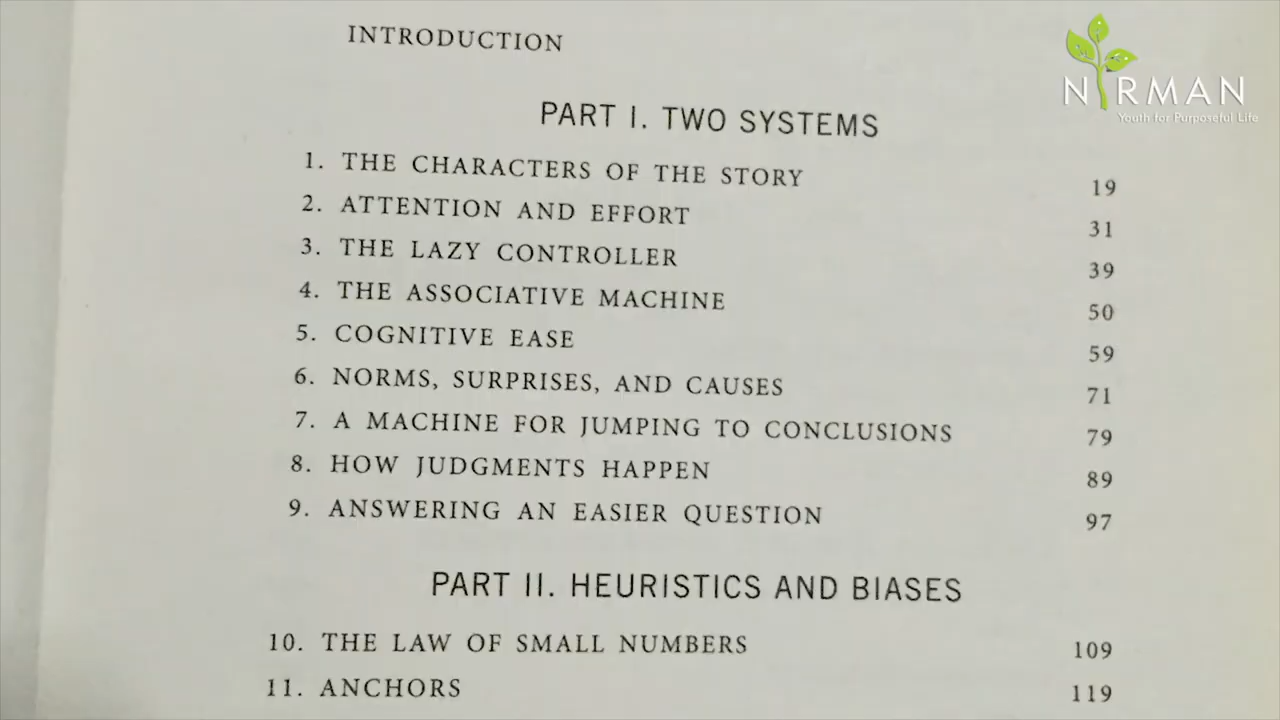 INTRODUCTION
NIRMAN
Youth for Purposeful Life
PART I. TWO SYSTEMS
1. THE CHARACTERS OF THE STORY 19
2. ATTENTION AND EFFORT 31
3. THE LAZY CONTROLLER 39
4. THE ASSOCIATIVE MACHINE 50
5. COGNITIVE EASE 59
6. NORMS, SURPRISES, AND CAUSES 71
7. A MACHINE FOR JUMPING TO CONCLUSIONS 79
8. HOW JUDGMENTS HAPPEN 89
9. ANSWERING AN EASIER QUESTION 97
PART II. HEURISTICS AND BIASES
10. THE LAW OF SMALL NUMBERS 109
11. ANCHORS 119